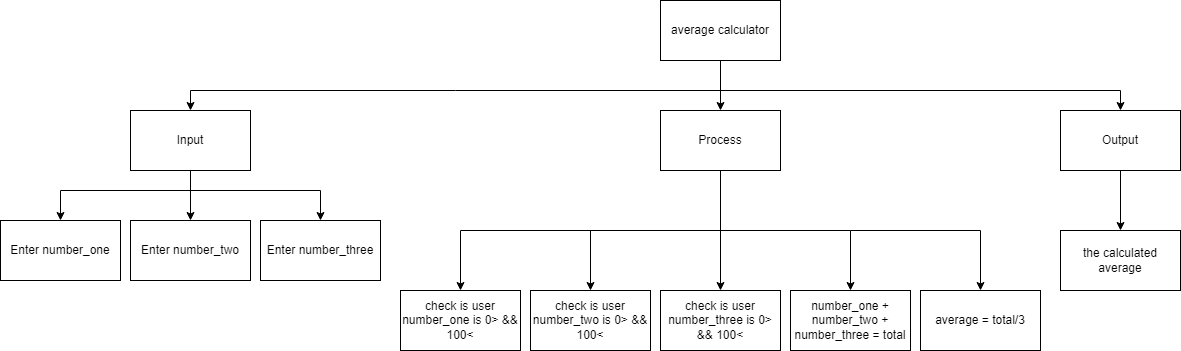 average calculator
Input
Process
Output
Enter number_one
Enter number_two
Enter number_three
the calculated
average
check is user
number_one is 0> &&
100<
check is user
number_two is 0> &&
100<
check is user
number_three is 0>
&& 100<
number_one +
number_two +
number_three = total
average = total/3